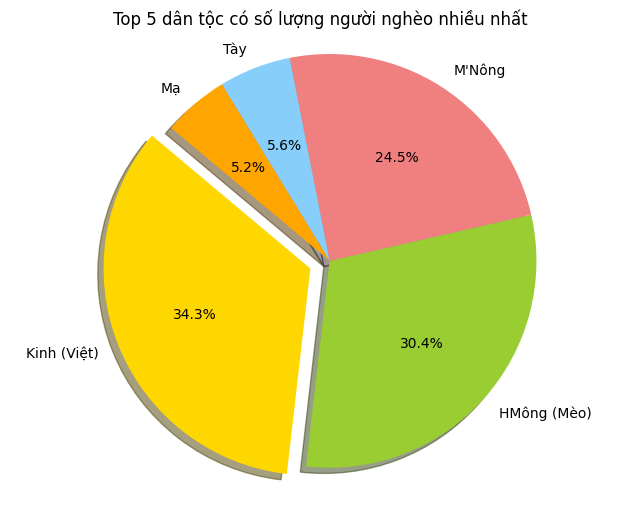 Top 5 dân tộc có số lượng người nghèo nhiều nhất
Tày
M'Nông
Mạ
5.6%
24.5%
5.2%
34.3%
30.4%
Kinh (Việt)
HMông (Mèo)